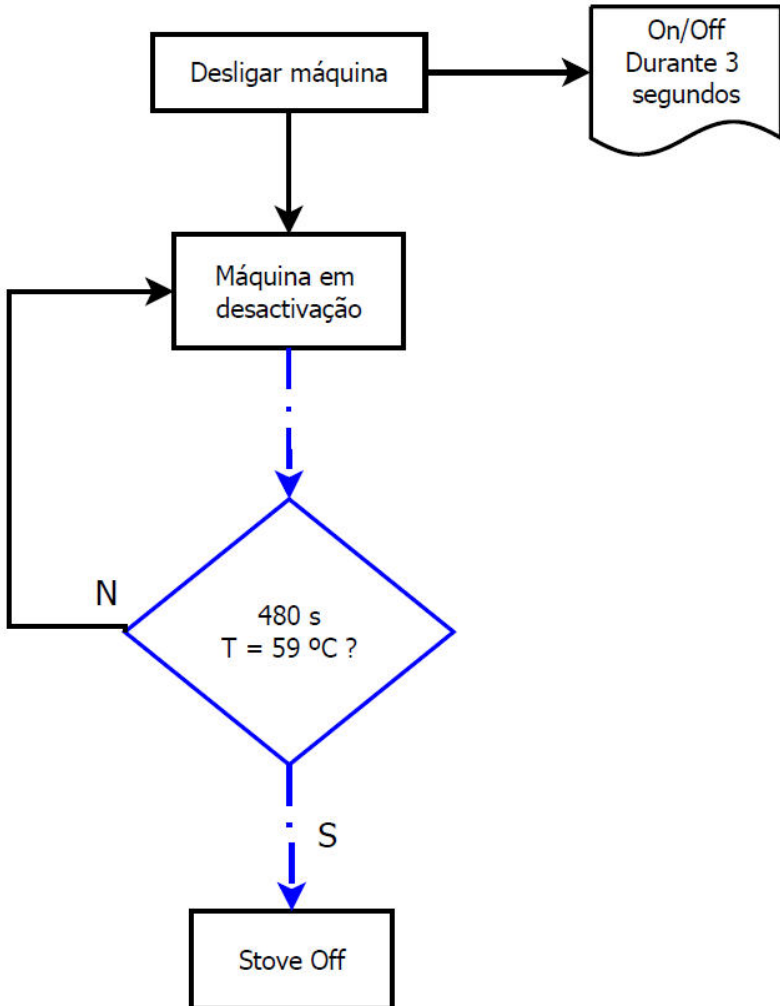 Desligar máquina
On/Off
Durante 3
segundos
Máquina em
desactivação
N
480 s
T = 59 ºC ?
S
Stove Off